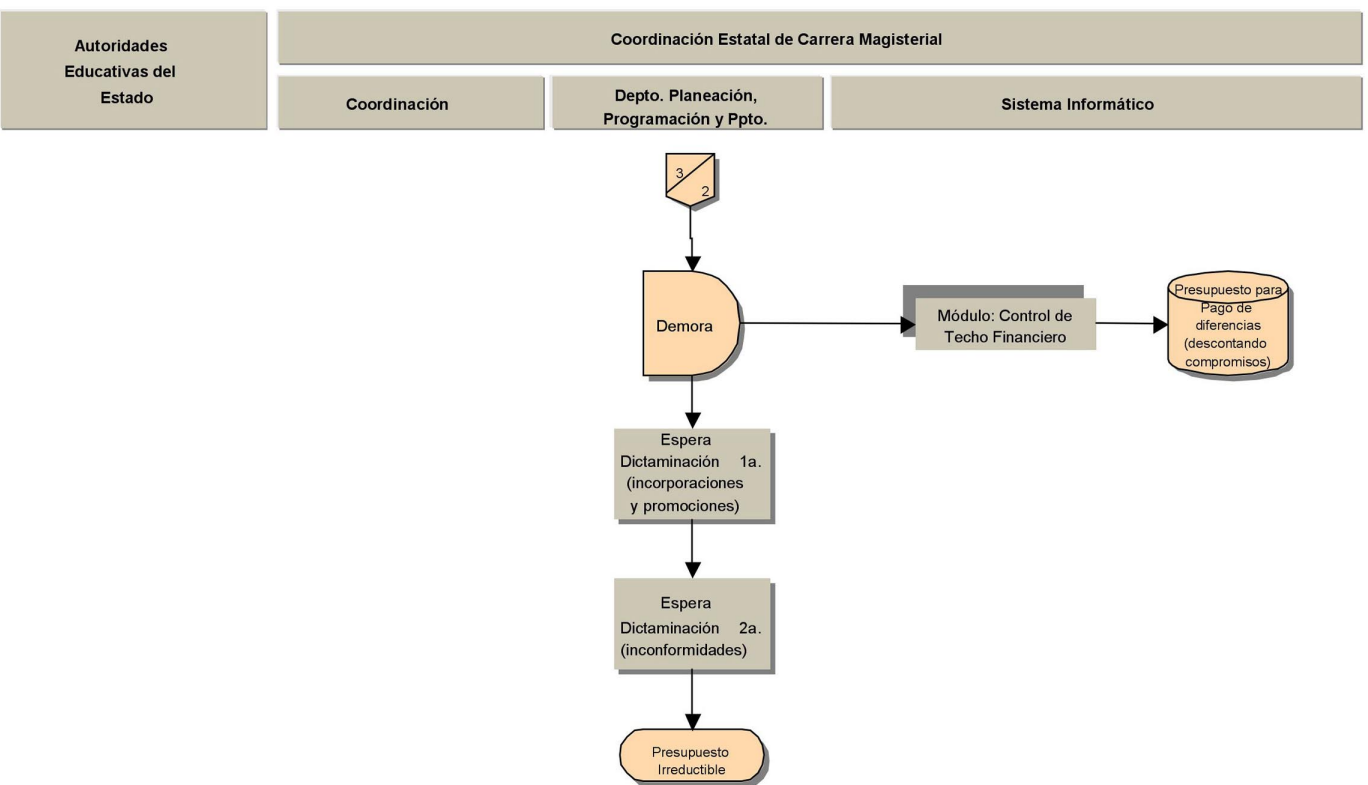 Autoridades
Educativas del
Estado
Coordinación Estatal de Carrera Magisterial
Coordinación
Depto. Planeación,
Programación y Ppto.
Sistema Informático
3
2
Demora
Módulo: Control de
Techo Financiero
Presupuesto para
Pago de
diferencias
(descontando
compromisos)
Espera
Dictaminación 1a.
(incorporaciones
y promociones)
Espera
Dictaminación 2a.
(inconformidades)
Presupuesto
Irreductible